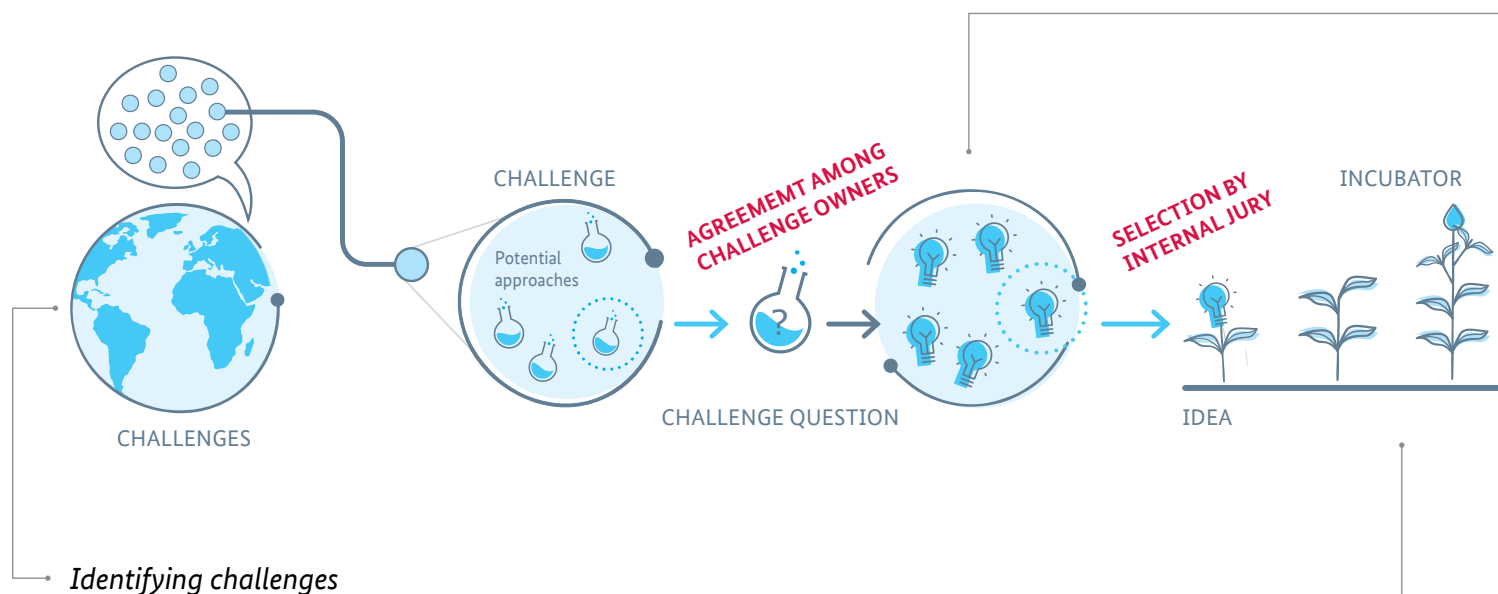 CHALLENGE
Potential
approaches
AGREEMEMT AMONG
CHALLENGE OWNERS
?
SELECTION BY
INTERNAL JURY
INCUBATOR
CHALLENGES
CHALLENGE QUESTION
IDEA
Identifying challenges